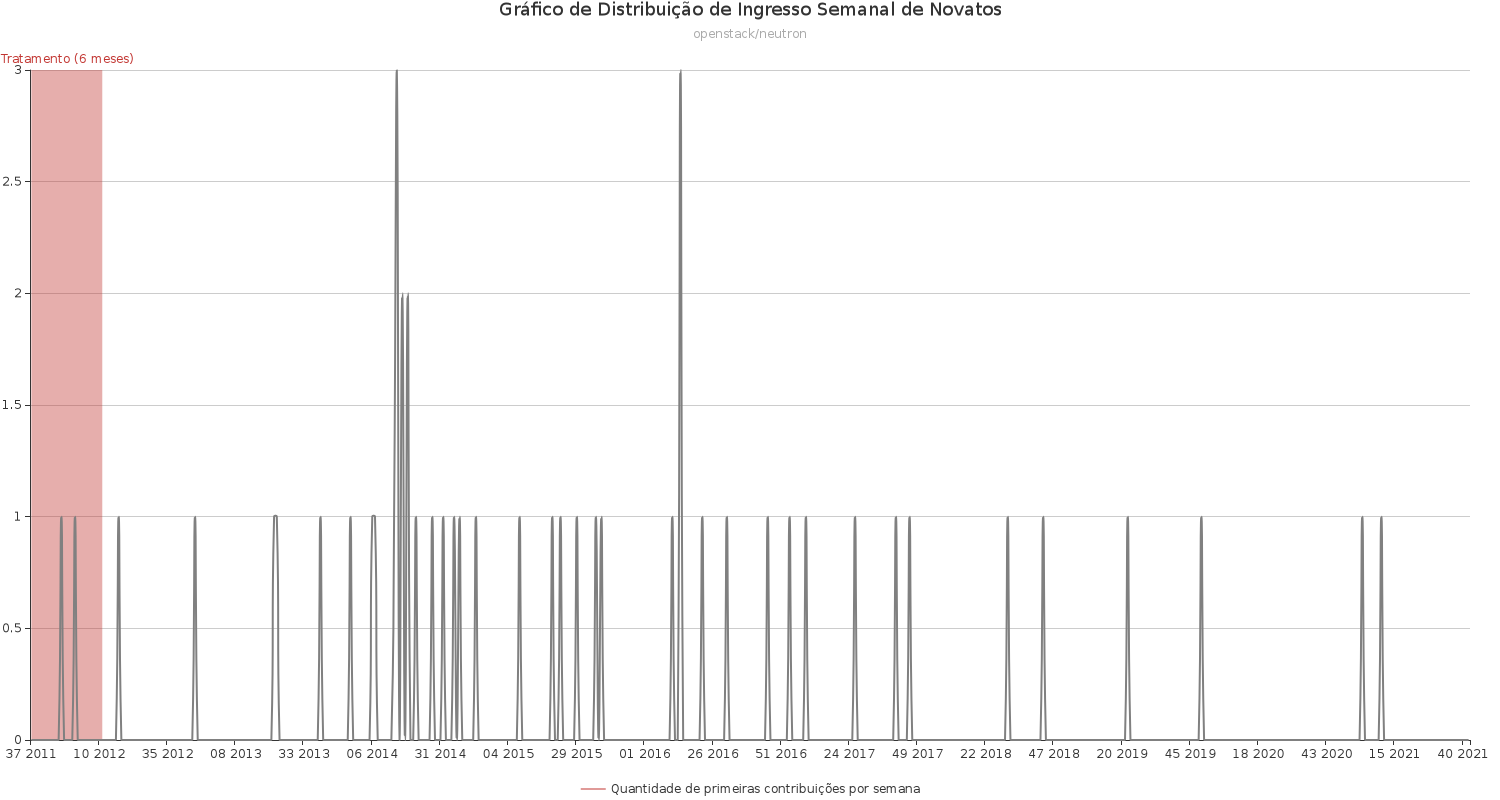 Gráfico de Distribuição de Ingresso Semanal de Novatos
openstack/neutron
Tratamento (6 meses)
3
2.5
2
1.5
1
0.5
0
37 2011 10 2012 35 2012 08 2013 33 2013 06 2014 31 2014 04 2015 29 2015 01 2016 26 2016 51 2016 24 2017 49 2017 22 2018 47 2018 20 2019 45 2019 18 2020 43 2020 15 2021 40 2021
Quantidade de primeiras contribuições por semana